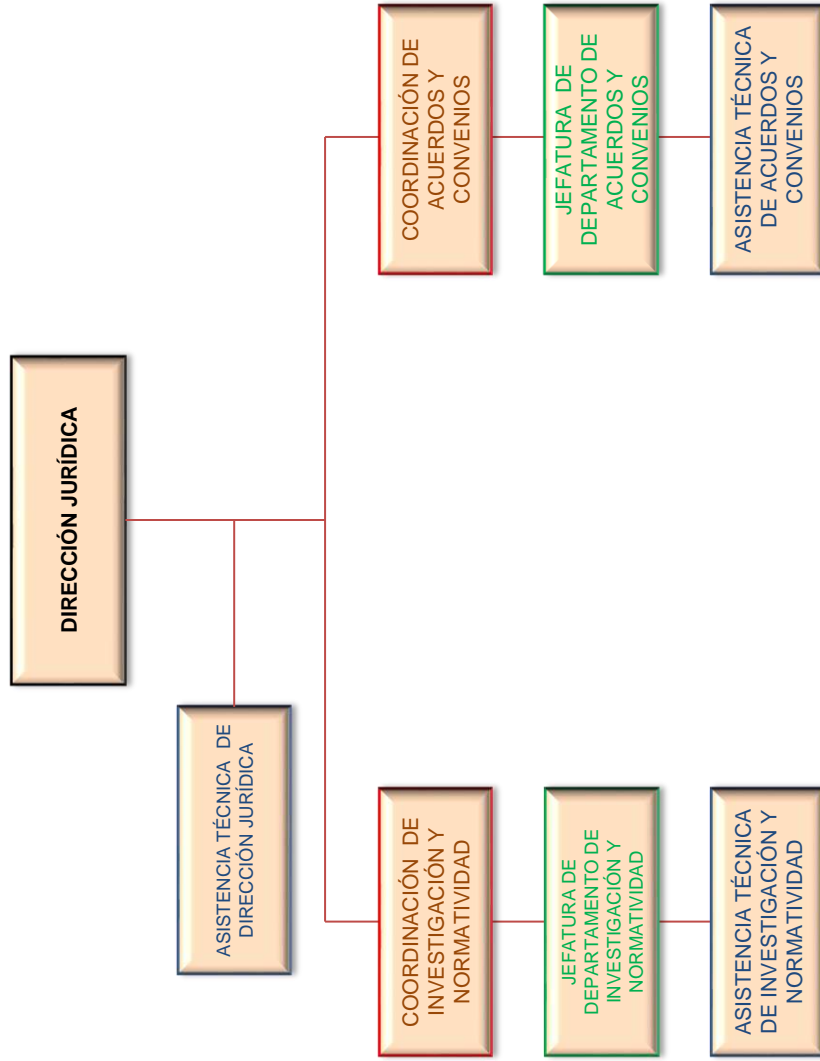 DIRECCIÓN JURÍDICA
ASISTENCIA TÉCNICA DE
DIRECCIÓN JURÍDICA
COORDINACIÓN DE
INVESTIGACIÓN Y
NORMATIVIDAD
JEFATURA DE
DEPARTAMENTO DE
INVESTIGACIÓN Y
NORMATIVIDAD
ASISTENCIA TÉCNICA
DE INVESTIGACIÓN Y
NORMATIVIDAD
COORDINACIÓN DE
ACUERDOS Y
CONVENIOS
JEFATURA DE
DEPARTAMENTO DE
ACUERDOS Y
CONVENIOS
ASISTENCIA TÉCNICA
DE ACUERDOS Y
CONVENIOS